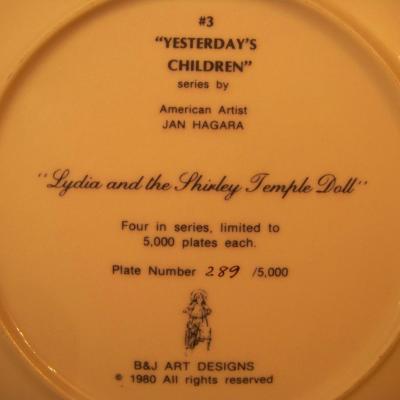 #3
"YESTERDAY'S
CHILDREN"
series by
American Artist
JAN HAGARA
"Lydia and the Shirley Temple Doll"
Four in series, limited to
5,000 plates each.
Plate Number 289 /5,000
B&J ART DESIGNS
© 1980 All rights reserved